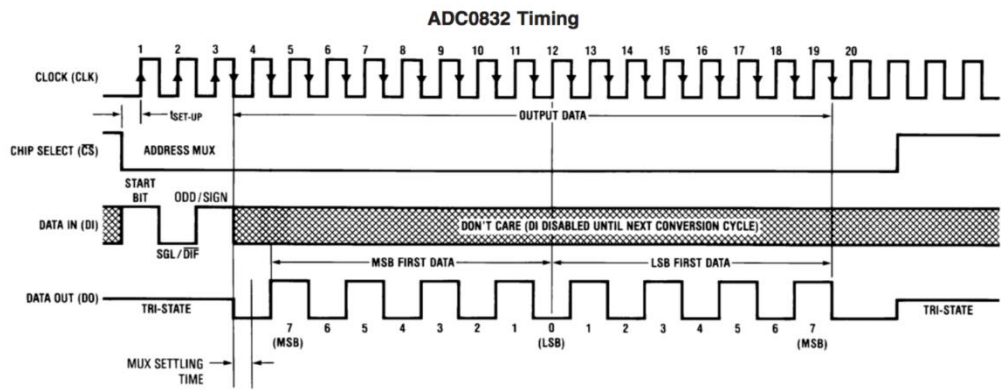 ADC0832 Timing
1 2 3 4 5 6 7 8 9 10 11 12 13 14 15 16 17 18 19 20
CLOCK (CLK)
tSET-UP
OUTPUT DATA
CHIP SELECT (CS)
ADDRESS MUX
START
BIT
ODD/SIGN
DATA IN (DI)
DON'T CARE (DI DISABLED UNTIL NEXT CONVERSION CYCLE)
SGL/DIF
MSB FIRST DATA
LSB FIRST DATA
DATA OUT (DO)
TRI-STATE
TRI-STATE
7 6 5 4 3 2 1 0 1 2 3 4 5 6 7
(MSB) (LSB) (MSB)
MUX SETTLING
TIME